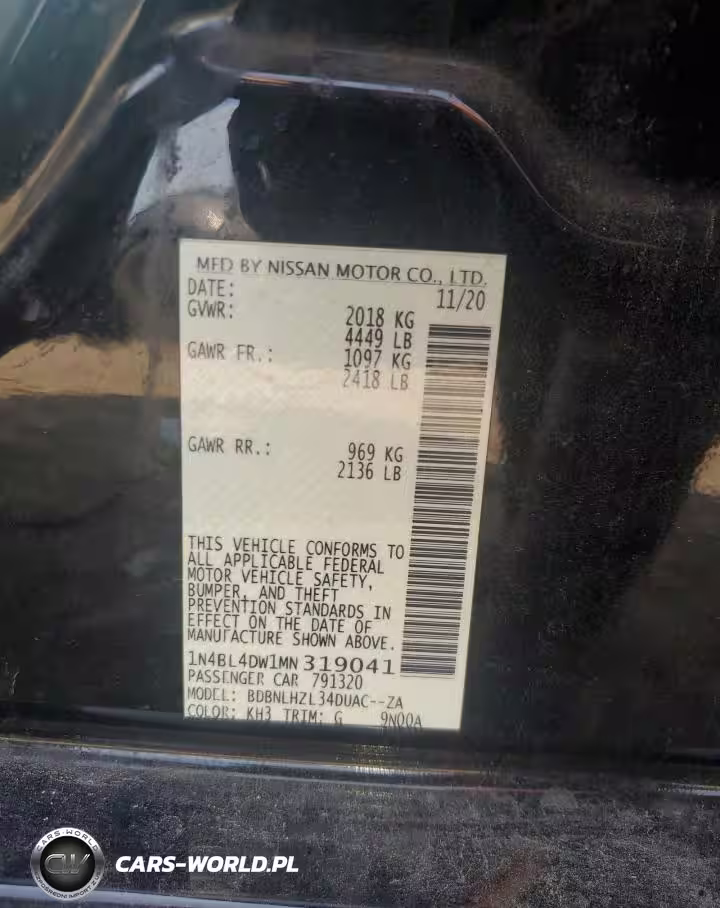 MFD BY NISSAN MOTOR CO., LTD.
DATE: 11/20
GVWR: 2018 KG
4449 LB
GAWR FR.: 1097 KG
2418 LB
GAWR RR.: 969 KG
2136 LB
THIS VEHICLE CONFORMS TO
ALL APPLICABLE FEDERAL
MOTOR VEHICLE SAFETY,
BUMPER, AND THEFT
PREVENTION STANDARDS IN
EFFECT ON THE DATE OF
MANUFACTURE SHOWN ABOVE.
1N4BL4DW1MN319041
PASSENGER CAR 791320
MODEL: BDBNLHZL34DUAC--ZA
COLOR: KH3 TRIM: G 9N00A
CARS-WORLD
CW
CARS-WORLD.PL